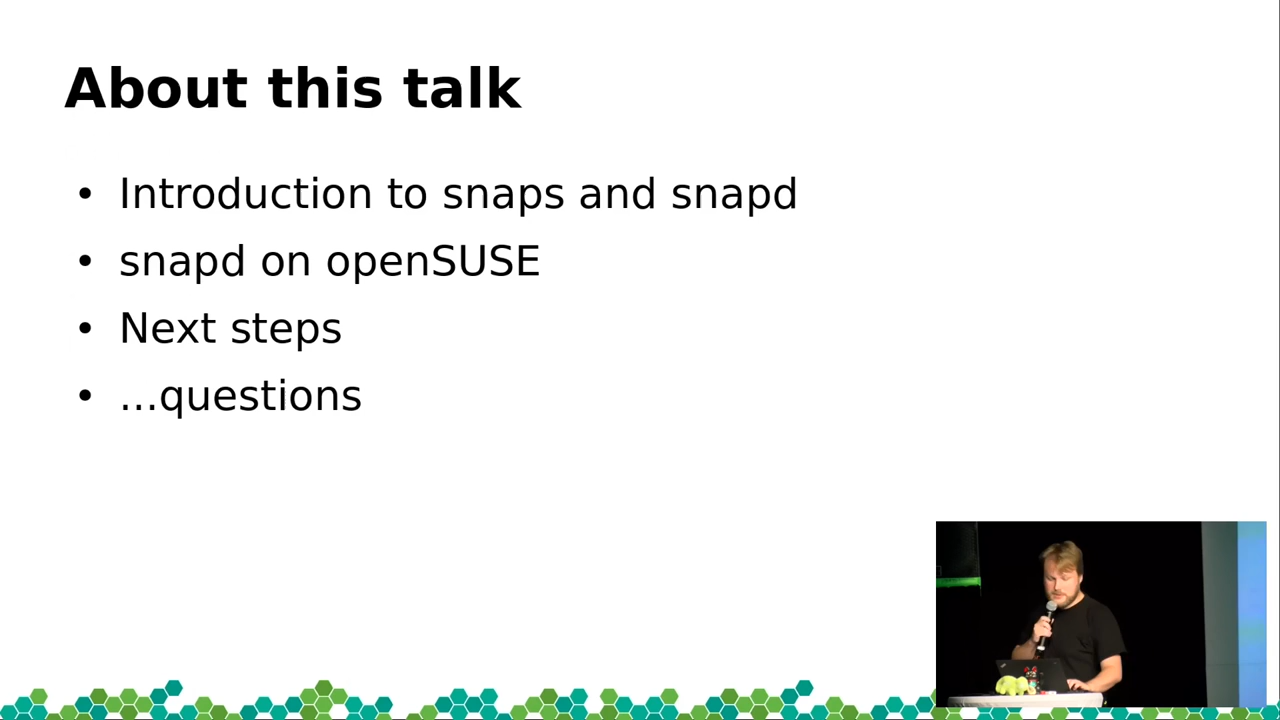 About this talk
• Introduction to snaps and snapd
• snapd on openSUSE
• Next steps
• ...questions